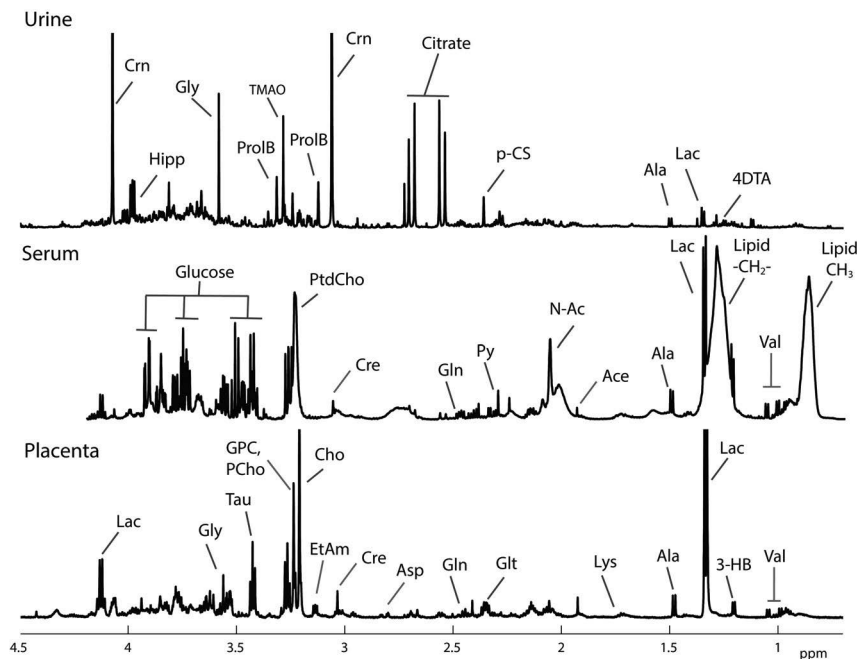 Urine
Crn
Hipp
Gly
TMAO
ProlB
ProlB
Crn
Citrate
p-CS
Ala
Lac
4DTA
Serum
Glucose
PtdCho
Cre
Gln
Py
N-Ac
Ace
Ala
Lac
Lipid
-CH2-
Val
Lipid
CH3
Placenta
Lac
Gly
Tau
GPC,
PCho
Cho
EtAm
Cre
Asp
Gln
Glt
Lys
Ala
Lac
3-HB
Val
4.5 4 3.5 3 2.5 2 1.5 1 ppm